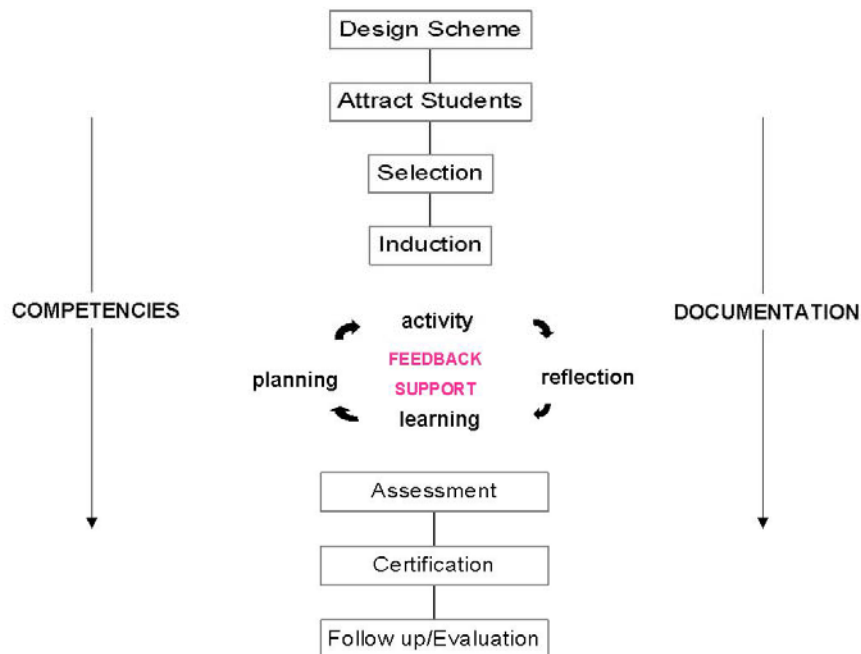 Design Scheme
Attract Students
Selection
Induction
COMPETENCIES
DOCUMENTATION
activity
FEEDBACK
planning
reflection
SUPPORT
learning
Assessment
Certification
Follow up/Evaluation